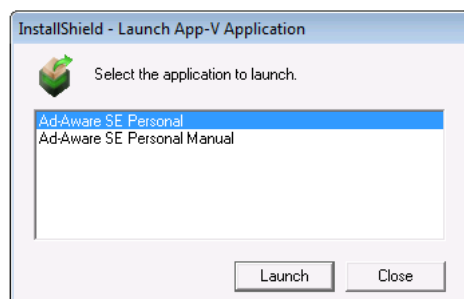 InstallShield - Launch App-V Application
Select the application to launch.
Ad-Aware SE Personal
Ad-Aware SE Personal Manual
Launch
Close